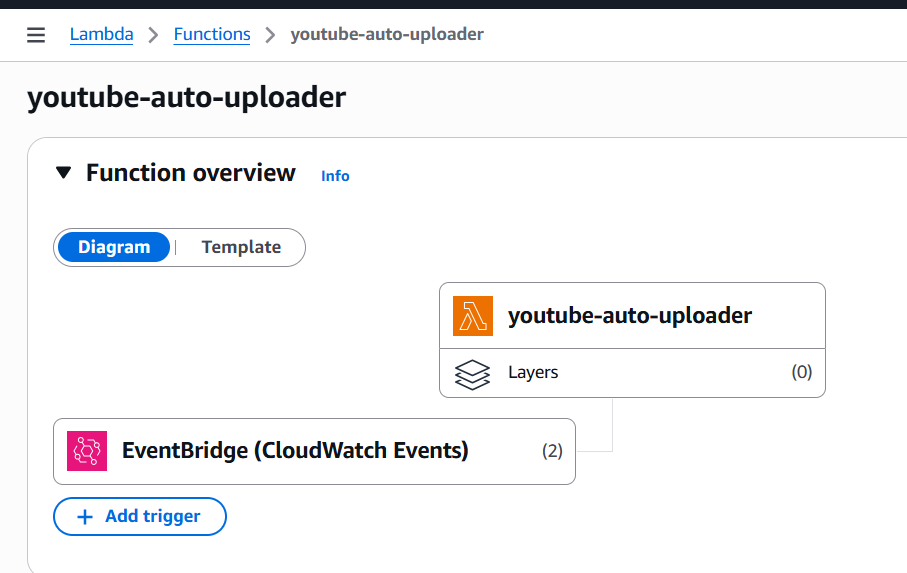 Lambda > Functions > youtube-auto-uploader
youtube-auto-uploader
Function overview Info
Diagram | Template
youtube-auto-uploader
Layers (0)
EventBridge (CloudWatch Events) (2)
+ Add trigger